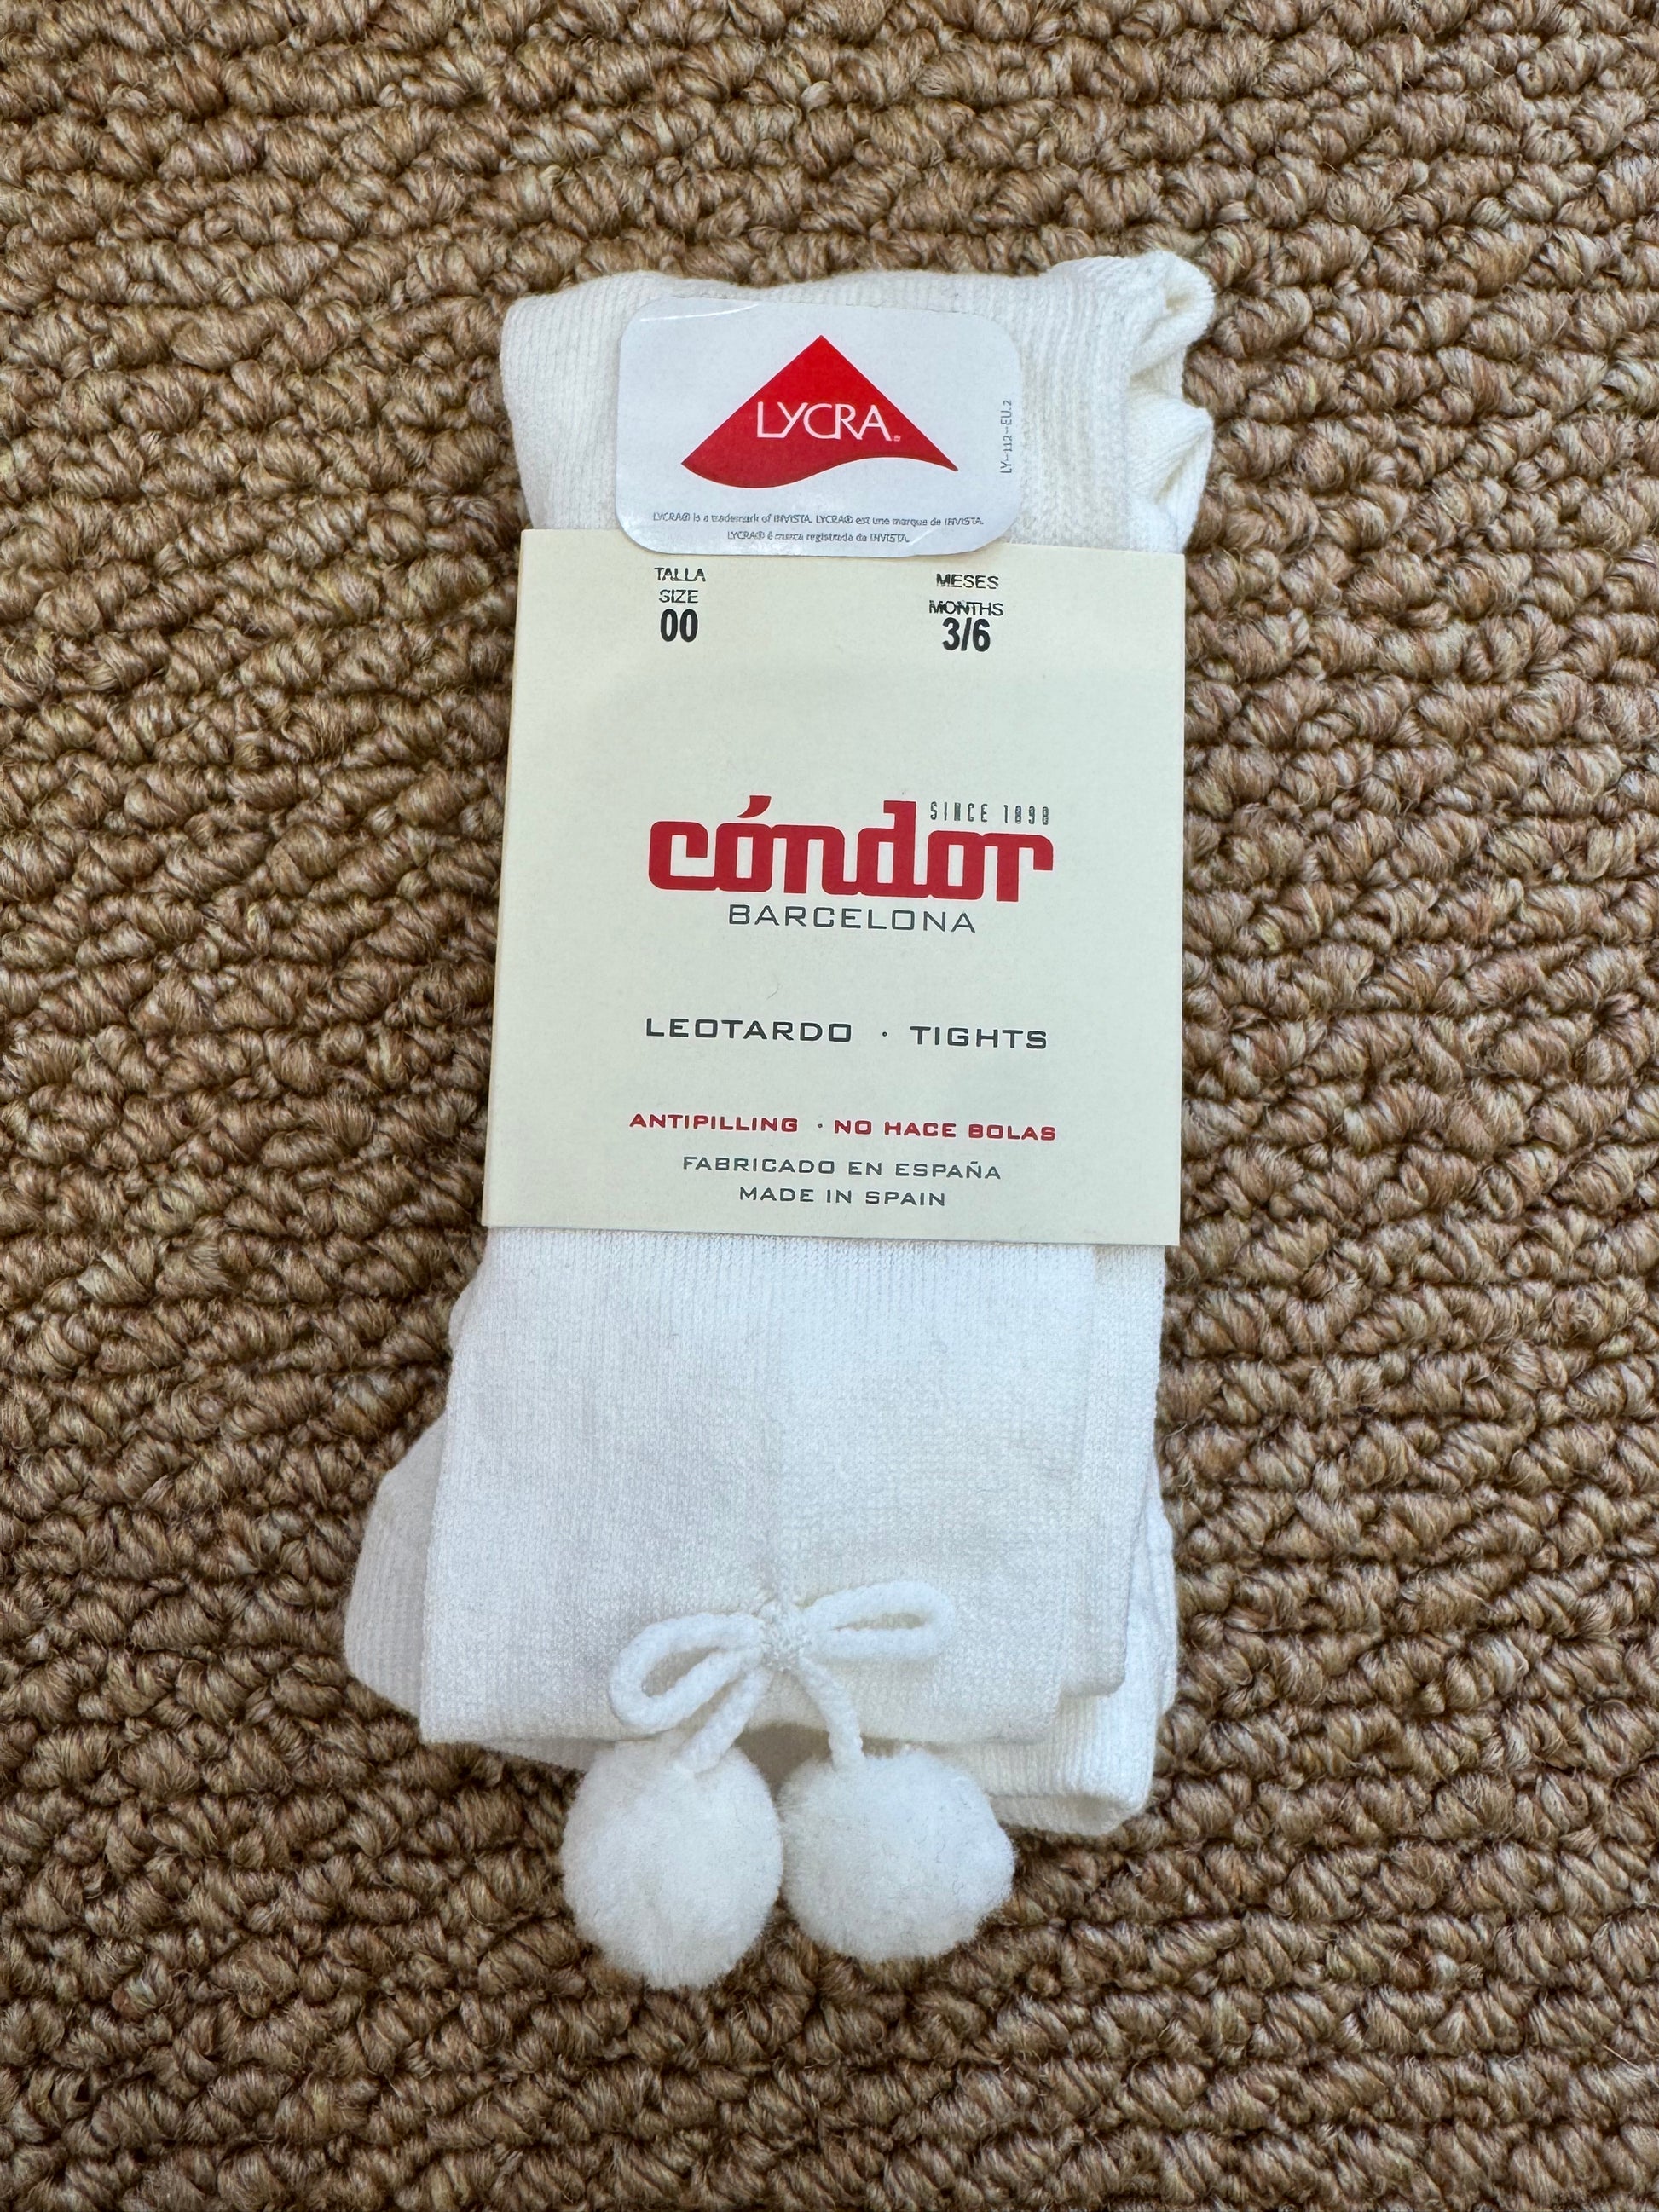 LYCRA®
LY-112-EU.2
LYCRA® is a trademark of INVISTA. LYCRA® est une marque de INVISTA.
LYCRA® é marca registrada da INVISTA.
TALLA
SIZE
00
MESES
MONTHS
3/6
SINCE 1898
cóndor
BARCELONA
LEOTARDO · TIGHTS
ANTIPILLING · NO HACE BOLAS
FABRICADO EN ESPAÑA
MADE IN SPAIN